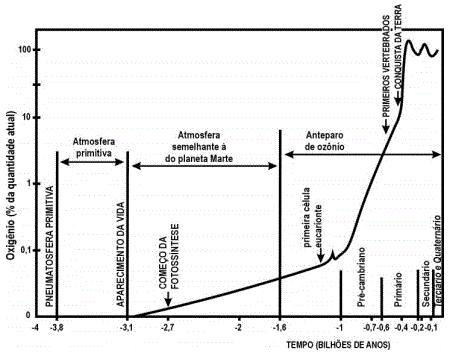 Oxigênio (% da quantidade atual)
100
10
1
0,1
0
PNEUMATOSFERA PRIMITIVA
Atmosfera
primitiva
APARECIMENTO DA VIDA
Atmosfera
semelhante à
do planeta Marte
COMEÇO DA
FOTOSSÍNTESE
Anteparo
de ozônio
primeira célula
eucarionte
PRIMEIROS VERTEBRADOS
CONQUISTA DA TERRA
Pré-cambriano
Primário
Secundário
erciário e Quaternário
-4
-3,8
-3,1
-2,7
-1,6
-1
-0,7
-0,6
-0,4
-0,2
-0,1
TEMPO (BILHÕES DE ANOS)